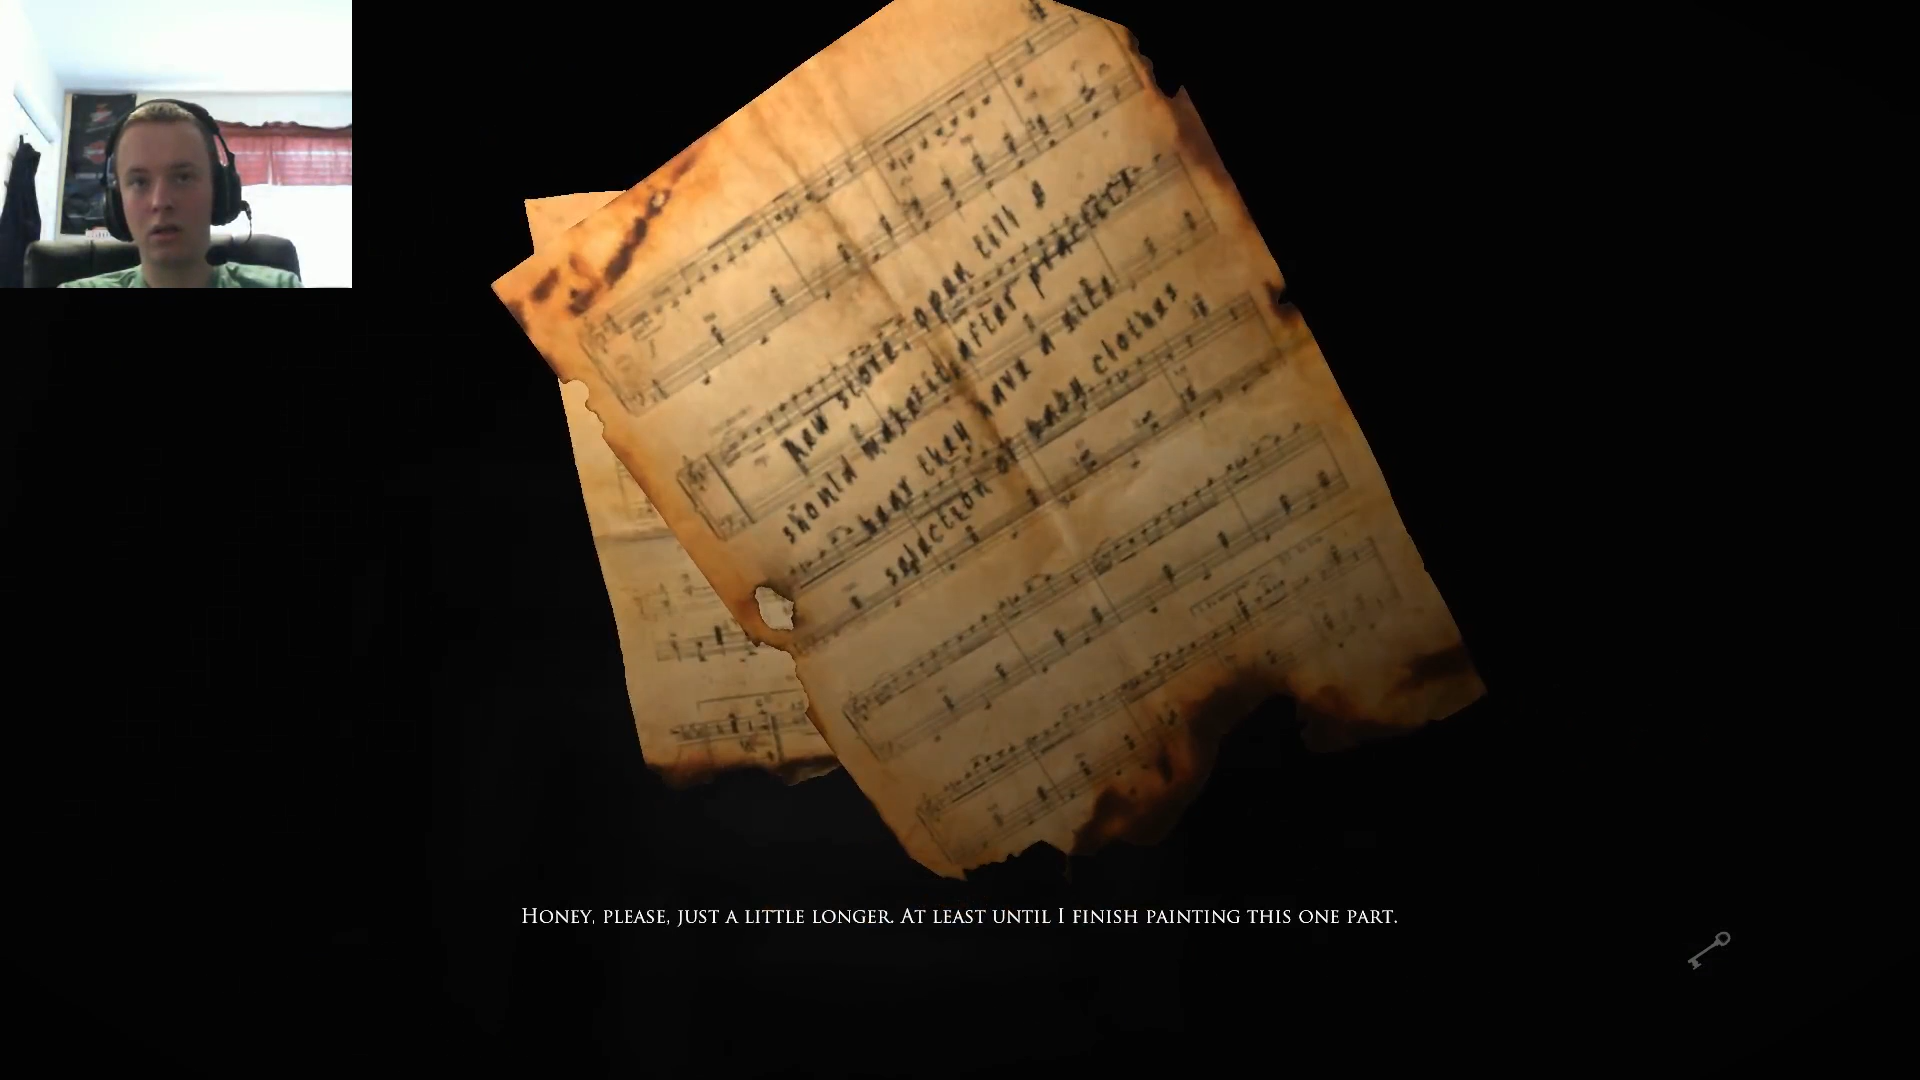 New store, open till 8
should make it after practice.
I hear they have a nice
selection of baby clothes
Honey, please, just a little longer. At least until I finish painting this one part.